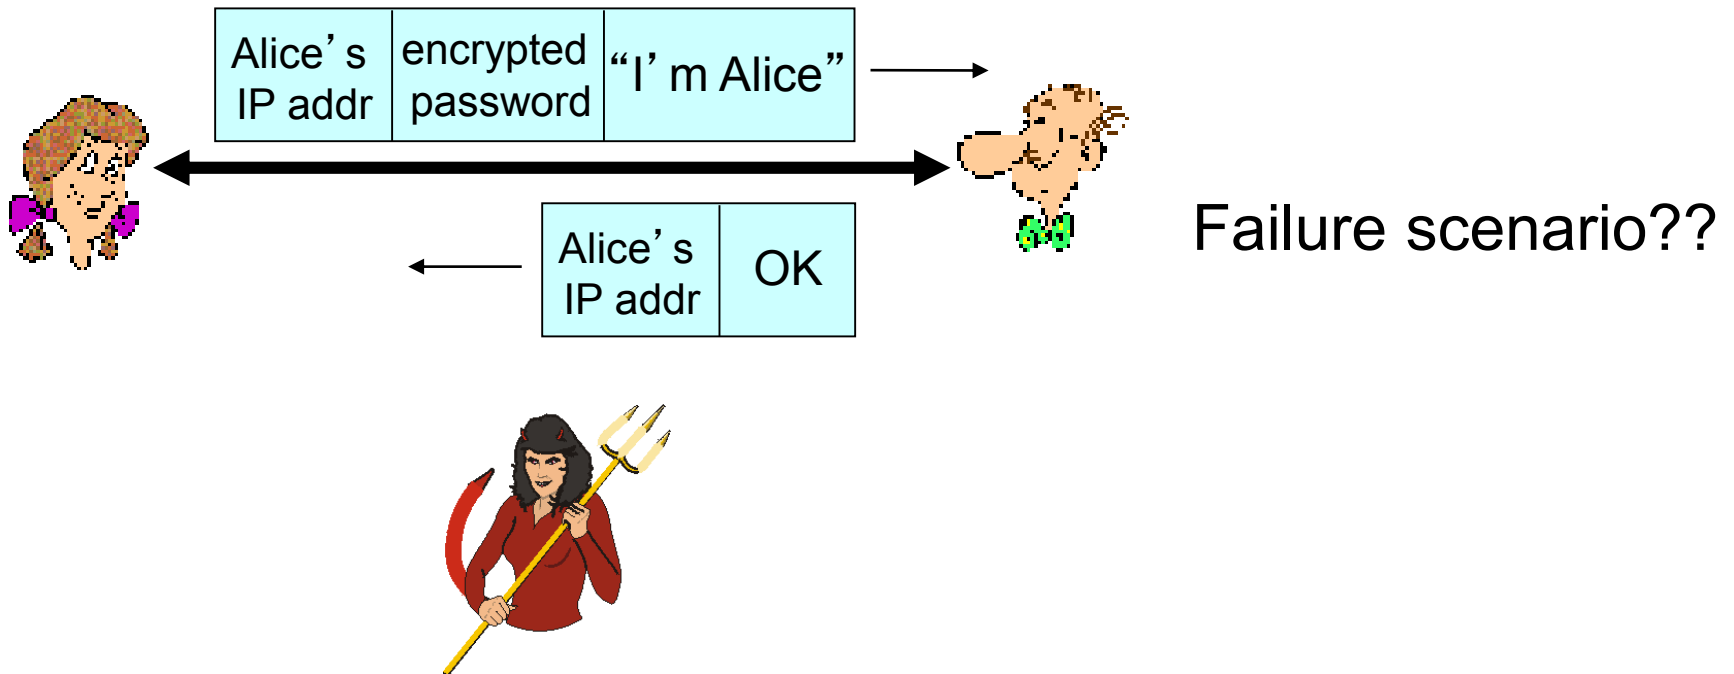 Alice’s
IP addr
encrypted
password
“I’m Alice”
Alice’s
IP addr
OK
Failure scenario??